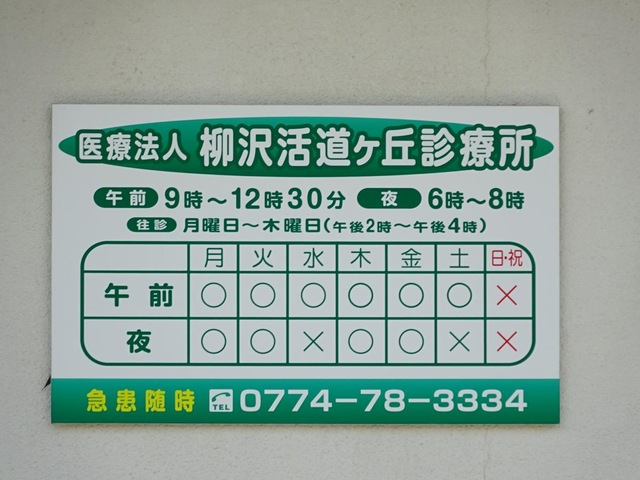 医療法人 柳沢活道ヶ丘診療所
午前 9時～12時30分 夜 6時～8時
往診 月曜日～木曜日(午後2時～午後4時)
月 火 水 木 金 土 日・祝
午前 ○ ○ ○ ○ ○ ○ ×
夜 ○ ○ × ○ ○ × ×
急患随時 TEL 0774-78-3334